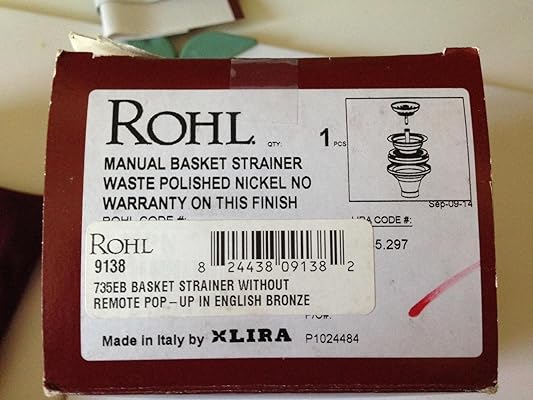 ROHL. QTY: 1 PCS
MANUAL BASKET STRAINER
WASTE POLISHED NICKEL NO
WARRANTY ON THIS FINISH
Sep-09-14
ROHL CODE #: CODE #:
5.297
ROHL
9138
8 24438 09138 2
735EB BASKET STRAINER WITHOUT
REMOTE POP-UP IN ENGLISH BRONZE
Made in Italy by XLIRA P1024484